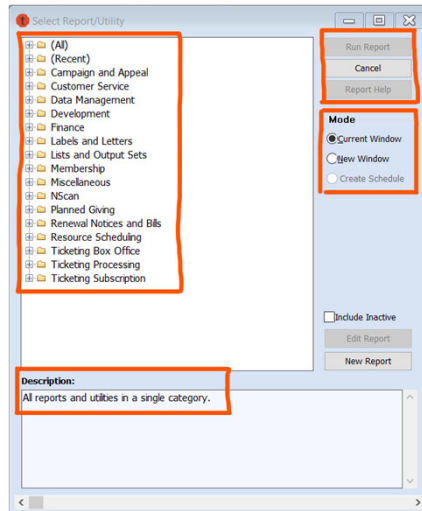 Select Report/Utility
(All)
(Recent)
Campaign and Appeal
Customer Service
Data Management
Development
Finance
Labels and Letters
Lists and Output Sets
Membership
Miscellaneous
NScan
Planned Giving
Renewal Notices and Bills
Resource Scheduling
Ticketing Box Office
Ticketing Processing
Ticketing Subscription
Run Report
Cancel
Report Help
Mode
Current Window
New Window
Create Schedule
Include Inactive
Edit Report
New Report
Description:
All reports and utilities in a single category.